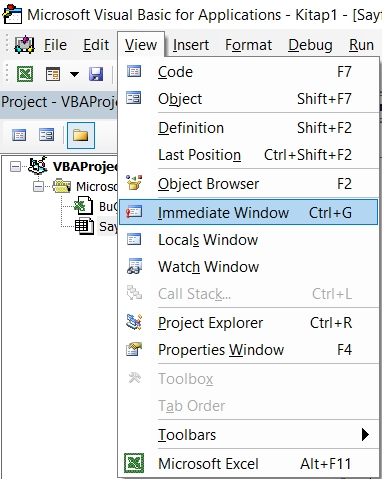 Microsoft Visual Basic for Applications - Kitap1 - [Sayf
File Edit View Insert Format Debug Run
Project - VBAProje
VBAProje
Microso
BuÇ
Say
Code F7
Object Shift+F7
Definition Shift+F2
Last Position Ctrl+Shift+F2
Object Browser F2
Immediate Window Ctrl+G
Locals Window
Watch Window
Call Stack... Ctrl+L
Project Explorer Ctrl+R
Properties Window F4
Toolbox
Tab Order
Toolbars
Microsoft Excel Alt+F11